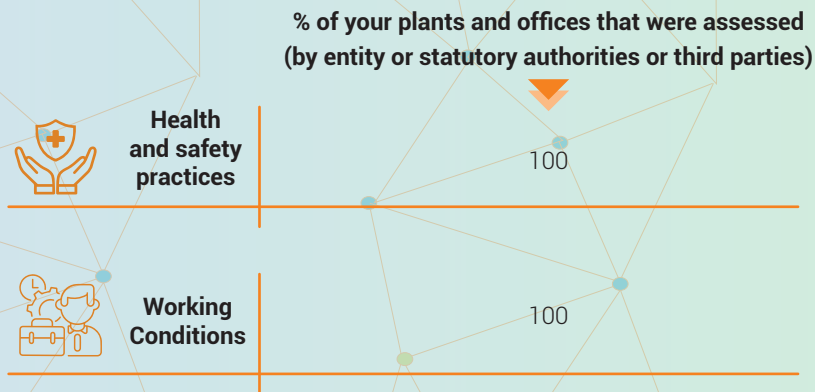 % of your plants and offices that were assessed
(by entity or statutory authorities or third parties)
Health
and safety
practices
100
Working
Conditions
100